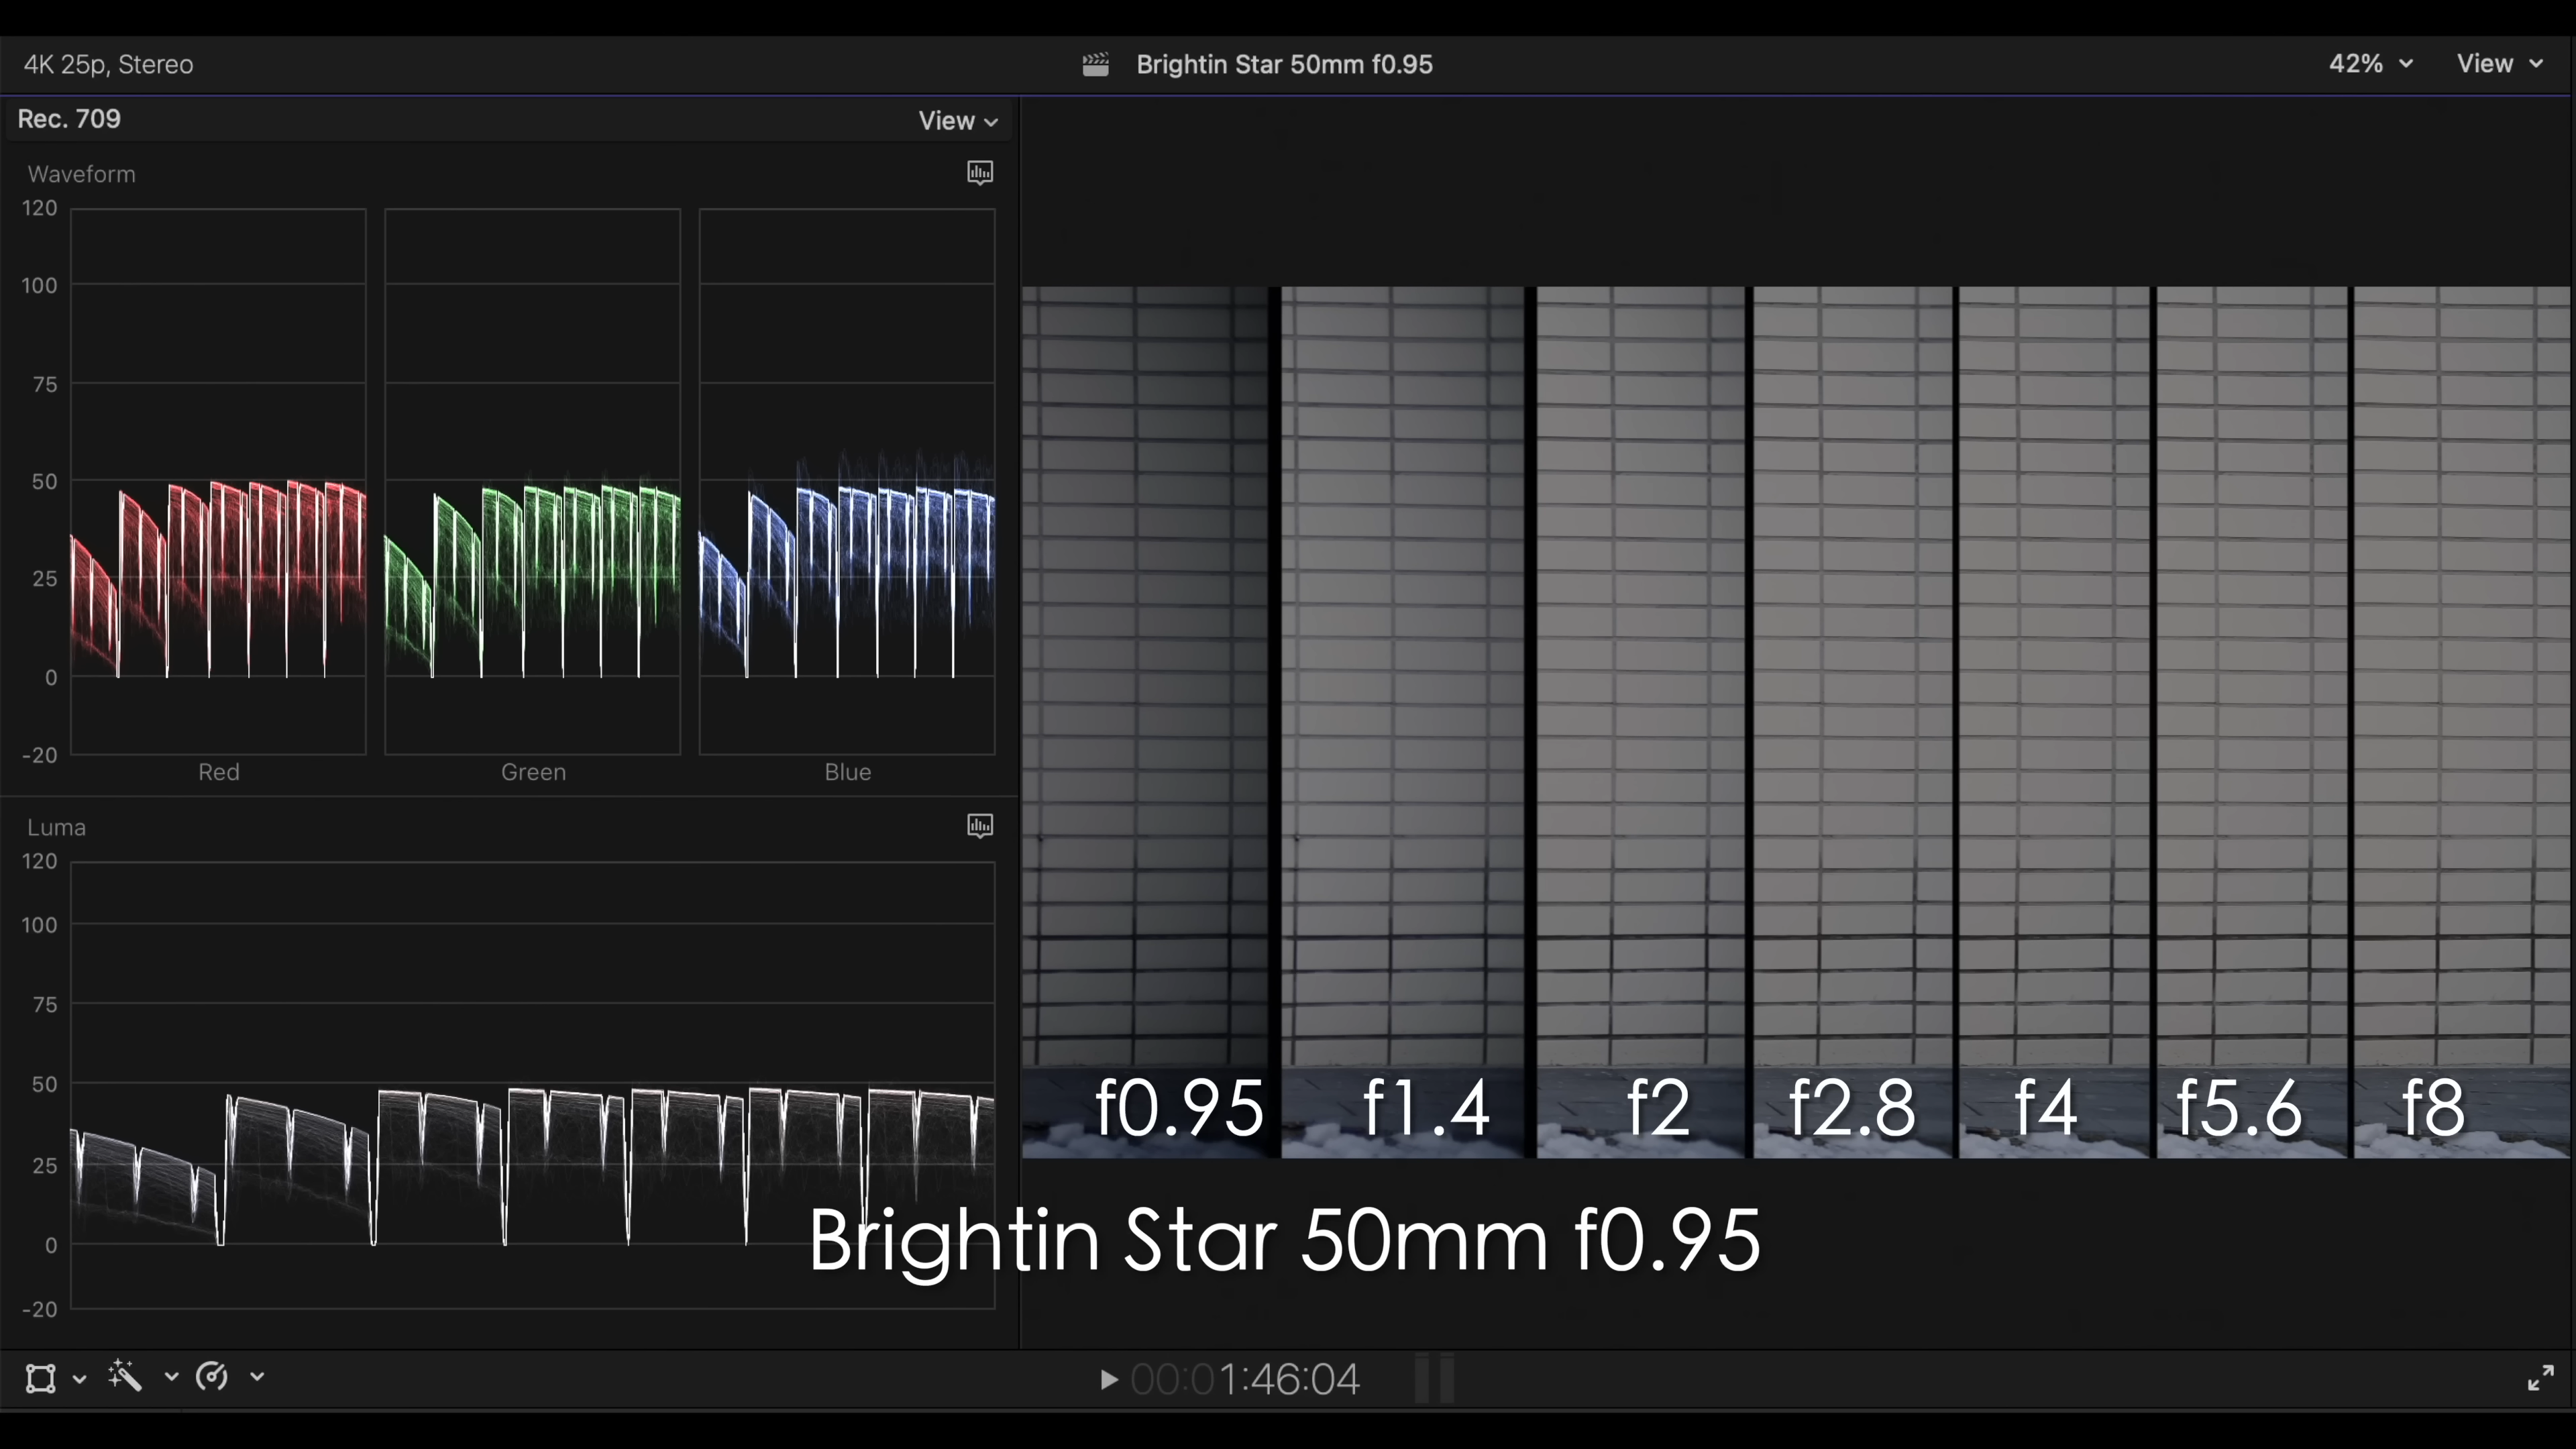 4K 25p, Stereo
Brightin Star 50mm f0.95
42%
View
Rec. 709
View
Waveform
120
100
75
50
25
0
-20
Red
Green
Blue
Luma
120
100
75
50
25
0
-20
f0.95
f1.4
f2
f2.8
f4
f5.6
f8
Brightin Star 50mm f0.95
00:01:46:04